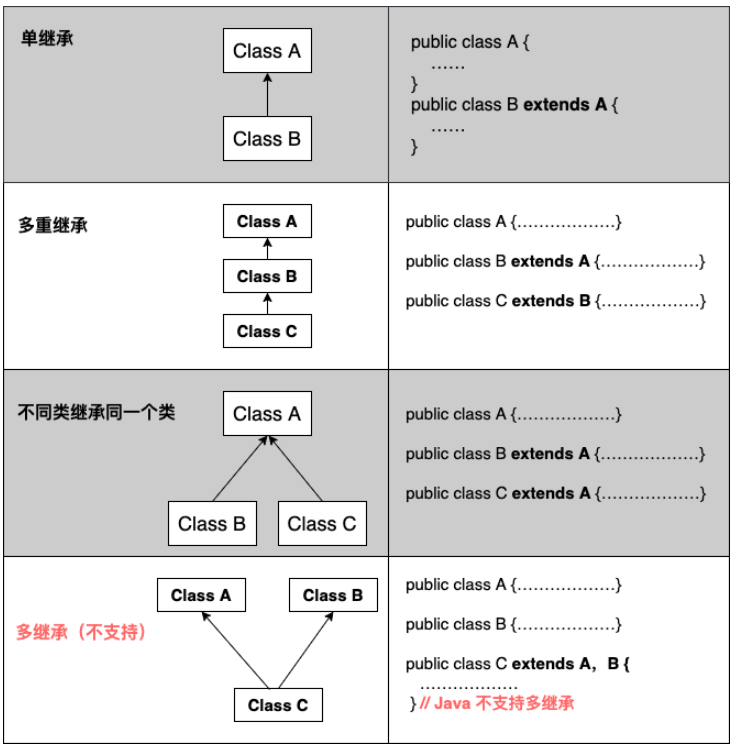 单继承
Class A
Class B
public class A {
……
}
public class B extends A {
……
}
多重继承
Class A
Class B
Class C
public class A {………………}
public class B extends A {………………}
public class C extends B {………………}
不同类继承同一个类
Class A
Class B
Class C
public class A {………………}
public class B extends A {………………}
public class C extends A {………………}
多继承（不支持）
Class A
Class B
Class C
public class A {………………}
public class B {………………}
public class C extends A，B {
………………
} // Java 不支持多继承